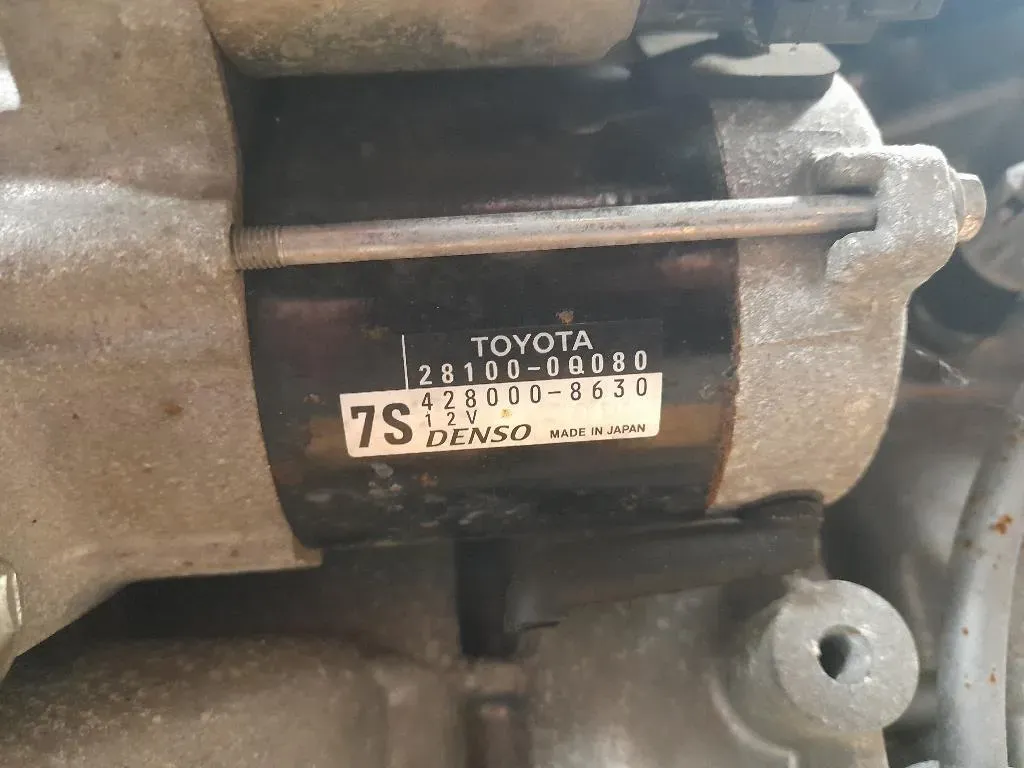 TOYOTA
28100-0Q080
428000-8630
12V
7S DENSO MADE IN JAPAN